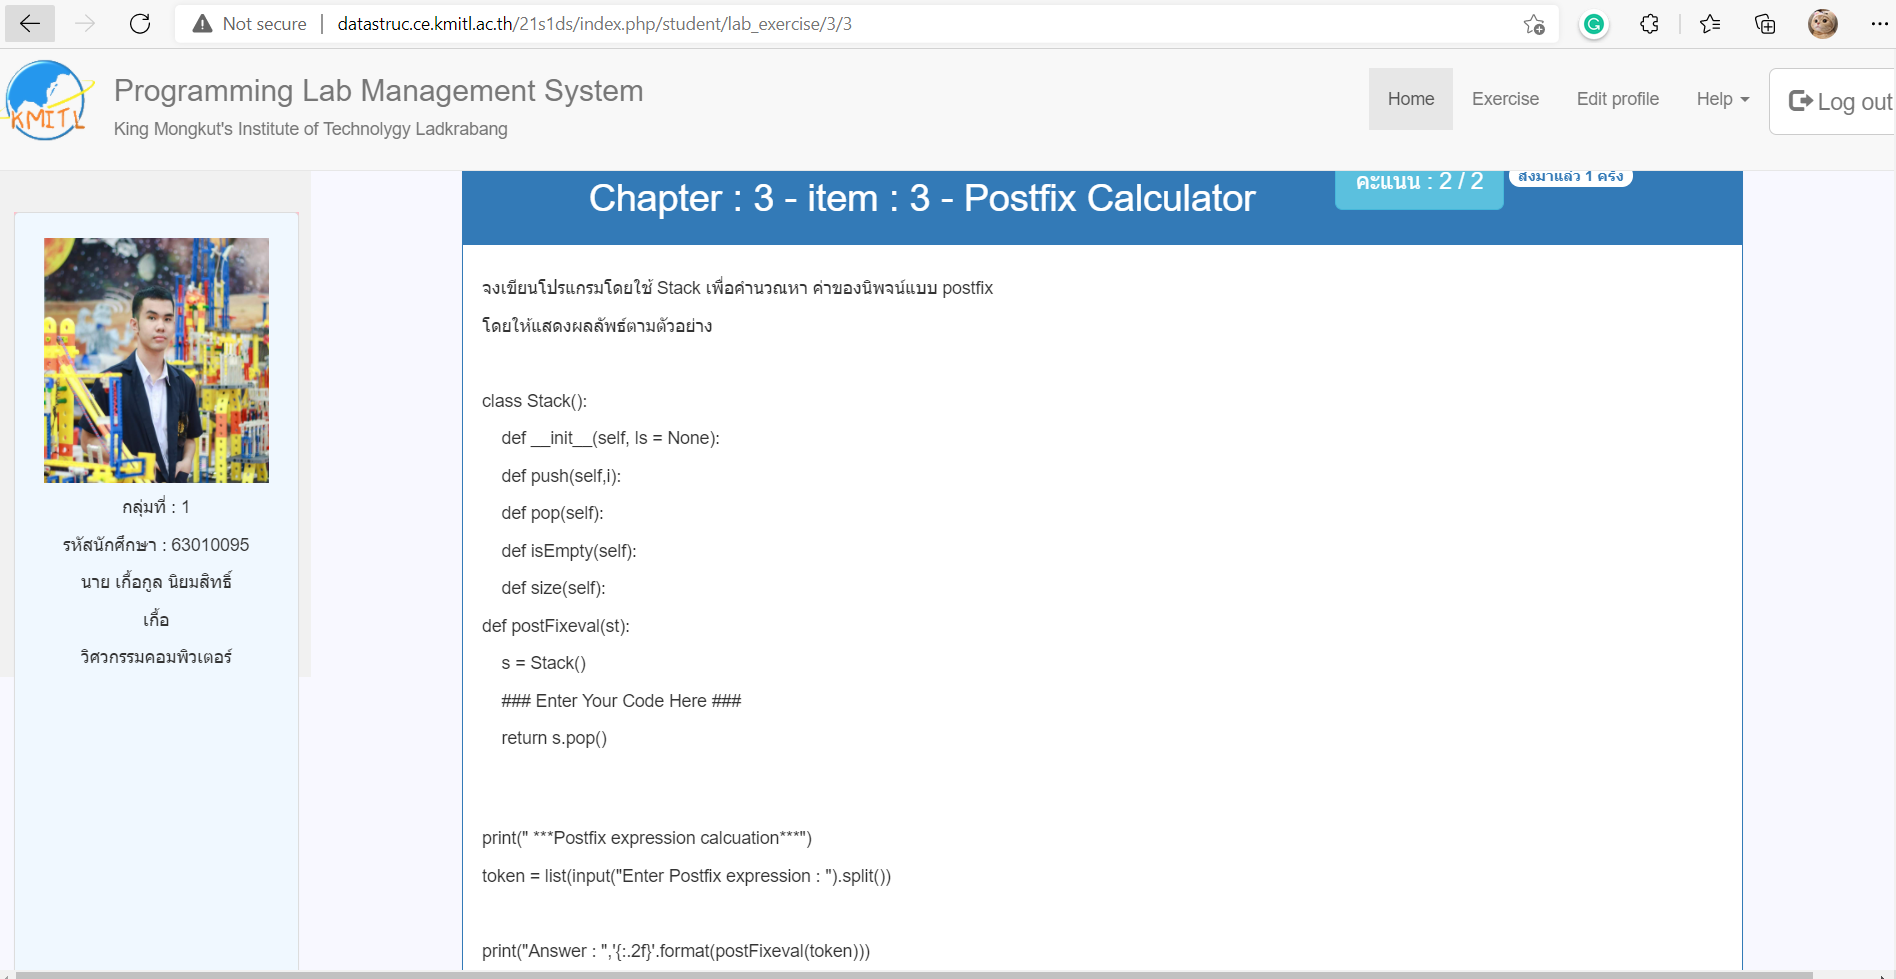 Not secure
datastruc.ce.kmitl.ac.th/21s1ds/index.php/student/lab_exercise/3/3
KMITL
Programming Lab Management System
King Mongkut's Institute of Technolygy Ladkrabang
Home
Exercise
Edit profile
Help
Log out
Chapter : 3 - item : 3 - Postfix Calculator
คะแนน : 2 / 2
ส่งมาแล้ว 1 ครั้ง
กลุ่มที่ : 1
รหัสนักศึกษา : 63010095
นาย เกื้อกูล นิยมสิทธิ์
เกื้อ
วิศวกรรมคอมพิวเตอร์
จงเขียนโปรแกรมโดยใช้ Stack เพื่อคำนวณหา ค่าของนิพจน์แบบ postfix
โดยให้แสดงผลลัพธ์ตามตัวอย่าง
class Stack():
def __init__(self, ls = None):
def push(self,i):
def pop(self):
def isEmpty(self):
def size(self):
def postFixeval(st):
s = Stack()
### Enter Your Code Here ###
return s.pop()
print(" ***Postfix expression calcuation***")
token = list(input("Enter Postfix expression : ").split())
print("Answer : ",'{:.2f}'.format(postFixeval(token)))